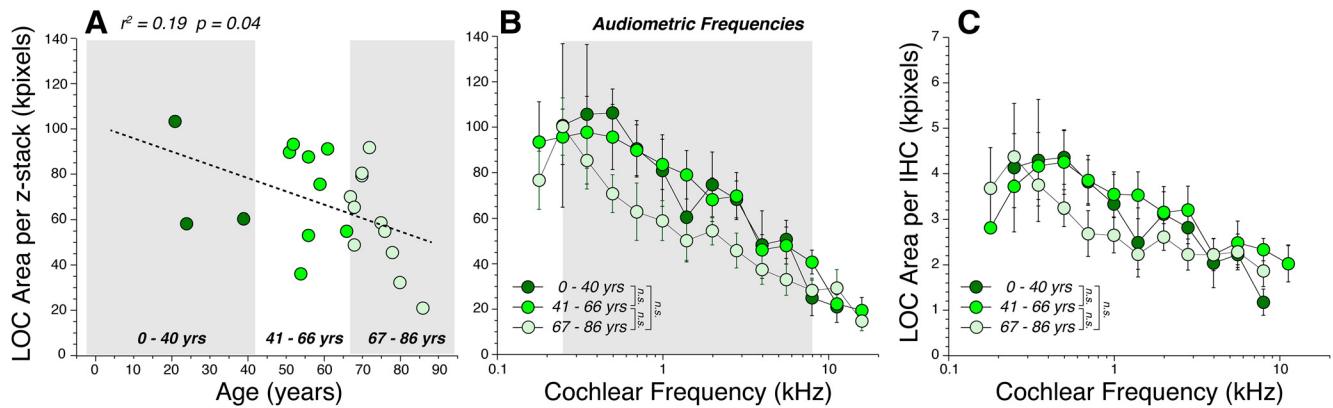 A
r² = 0.19 p = 0.04
LOC Area per z-stack (kpixels)
140
120
100
80
60
40
20
0
0 - 40 yrs
41 - 66 yrs
67 - 86 yrs
0 10 20 30 40 50 60 70 80 90
Age (years)
B
Audiometric Frequencies
140
120
100
80
60
40
20
0
0 - 40 yrs
41 - 66 yrs
67 - 86 yrs
n.s.
n.s.
n.s.
0.1 1 10
Cochlear Frequency (kHz)
C
LOC Area per IHC (kpixels)
7
6
5
4
3
2
1
0
0 - 40 yrs
41 - 66 yrs
67 - 86 yrs
n.s.
n.s.
n.s.
0.1 1 10
Cochlear Frequency (kHz)